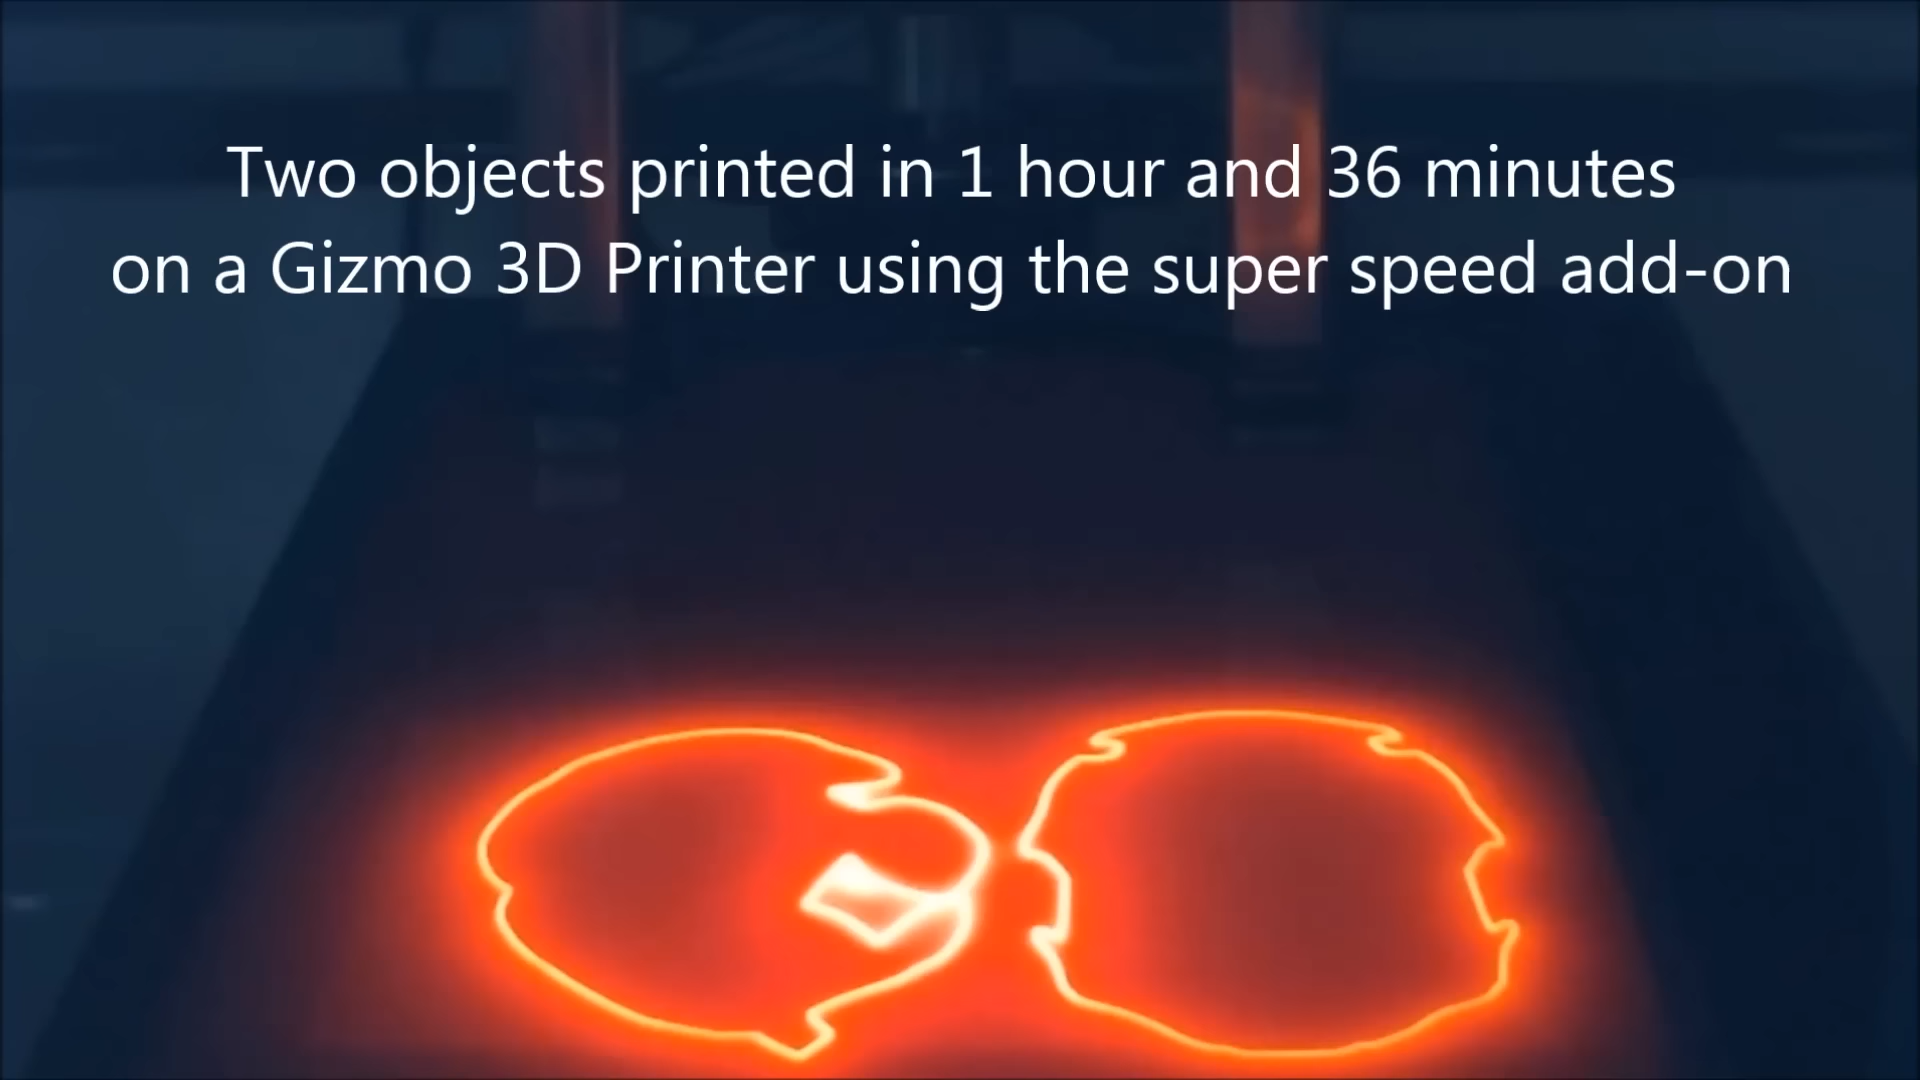 Two objects printed in 1 hour and 36 minutes
on a Gizmo 3D Printer using the super speed add-on